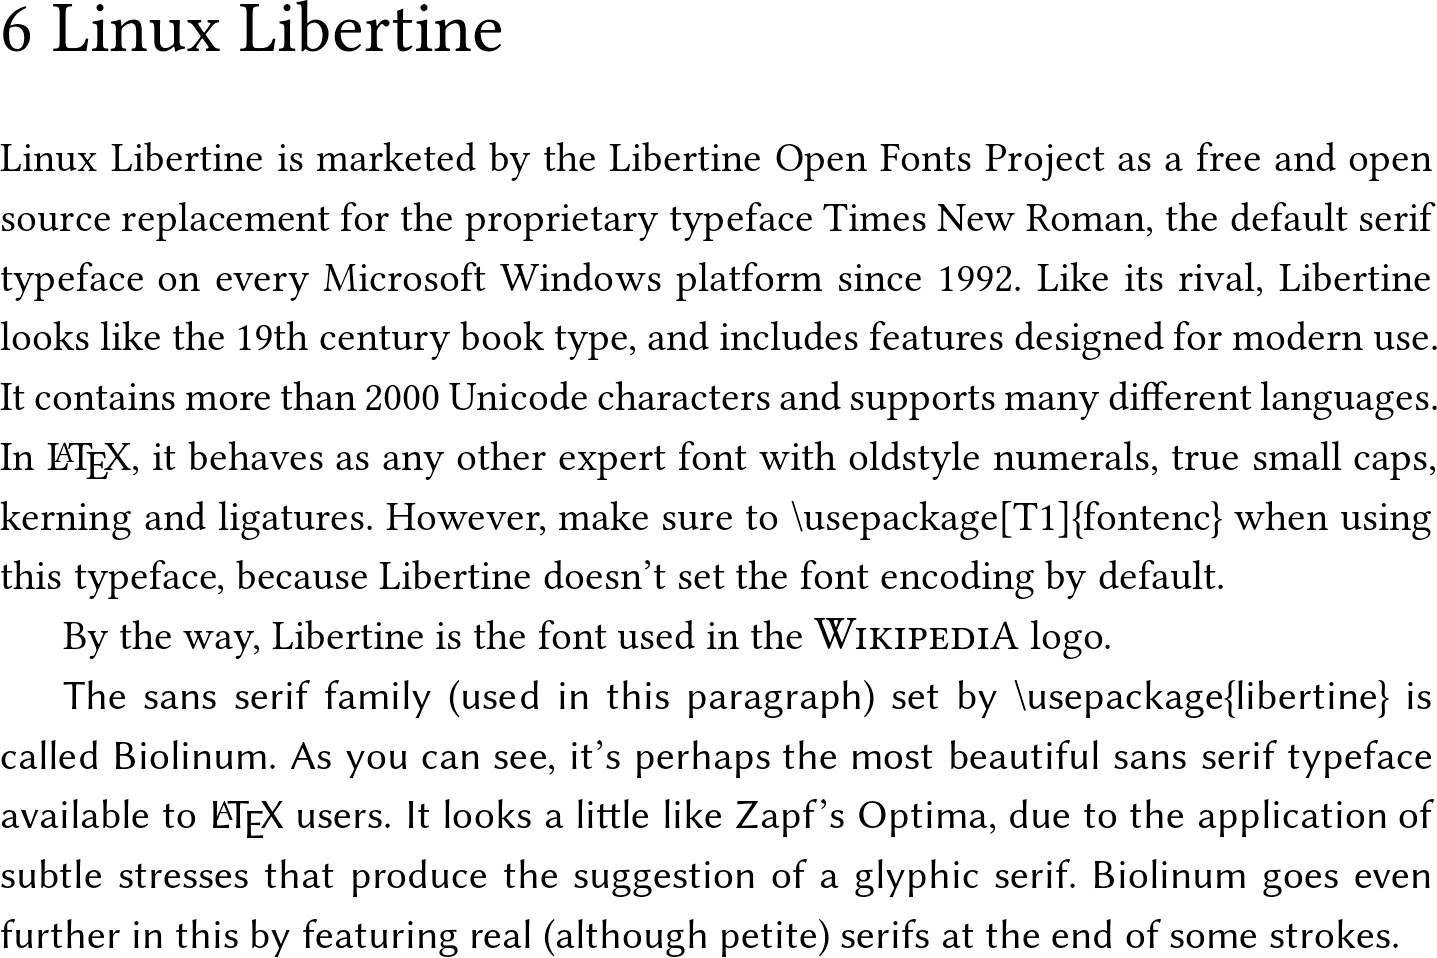 6 Linux Libertine
Linux Libertine is marketed by the Libertine Open Fonts Project as a free and open
source replacement for the proprietary typeface Times New Roman, the default serif
typeface on every Microsoft Windows platform since 1992. Like its rival, Libertine
looks like the 19th century book type, and includes features designed for modern use.
It contains more than 2000 Unicode characters and supports many different languages.
In LATEX, it behaves as any other expert font with oldstyle numerals, true small caps,
kerning and ligatures. However, make sure to \usepackage[T1]{fontenc} when using
this typeface, because Libertine doesn’t set the font encoding by default.
By the way, Libertine is the font used in the WIKIPEDIA logo.
The sans serif family (used in this paragraph) set by \usepackage{libertine} is
called Biolinum. As you can see, it’s perhaps the most beautiful sans serif typeface
available to LATEX users. It looks a little like Zapf’s Optima, due to the application of
subtle stresses that produce the suggestion of a glyphic serif. Biolinum goes even
further in this by featuring real (although petite) serifs at the end of some strokes.